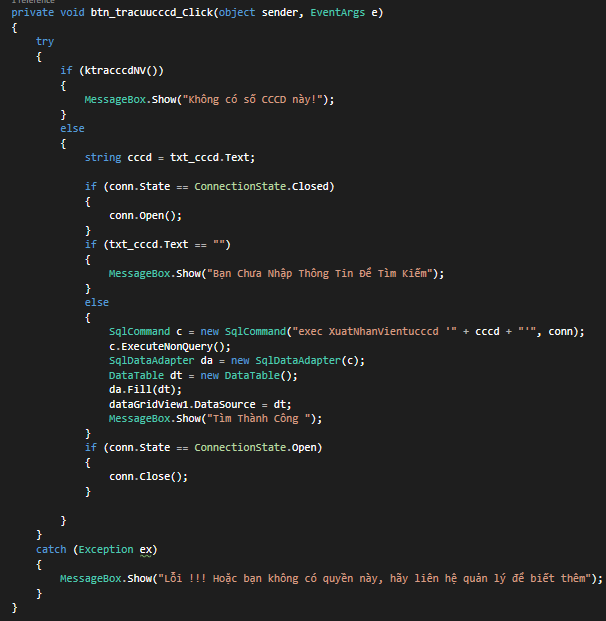 1 reference
private void btn_tracuucccd_Click(object sender, EventArgs e)
{
try
{
if (ktracccdNV())
{
MessageBox.Show("Không có số CCCD này!");
}
else
{
string cccd = txt_cccd.Text;
if (conn.State == ConnectionState.Closed)
{
conn.Open();
}
if (txt_cccd.Text == "")
{
MessageBox.Show("Bạn Chưa Nhập Thông Tin Để Tìm Kiếm");
}
else
{
SqlCommand c = new SqlCommand("exec XuatNhanVientucccd '" + cccd + "'", conn);
c.ExecuteNonQuery();
SqlDataAdapter da = new SqlDataAdapter(c);
DataTable dt = new DataTable();
da.Fill(dt);
dataGridView1.DataSource = dt;
MessageBox.Show("Tìm Thành Công ");
}
if (conn.State == ConnectionState.Open)
{
conn.Close();
}
}
}
catch (Exception ex)
{
MessageBox.Show("Lỗi !!! Hoặc bạn không có quyền này, hãy liên hệ quản lý để biết thêm");
}
}